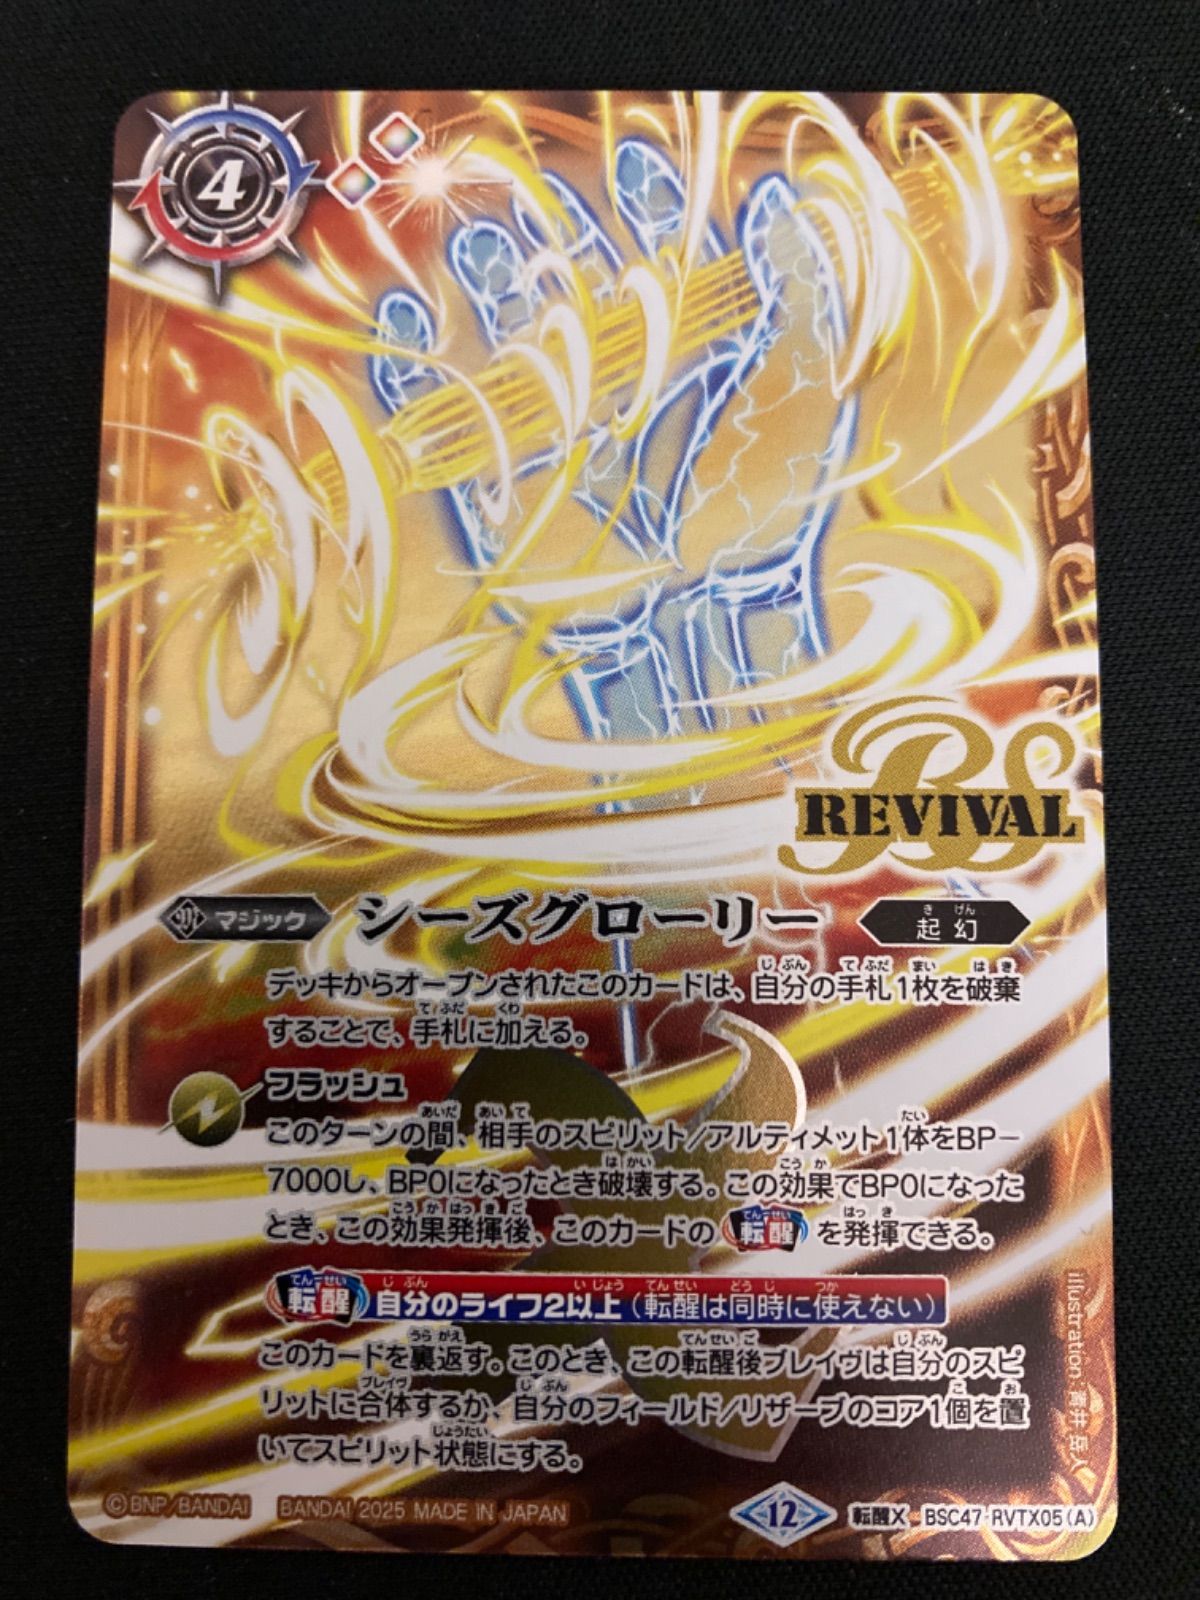 4
BS
REVIVAL
マジック シーズグローリー 起幻
きげん
デッキからオープンされたこのカードは、自分の手札1枚を破棄
することで、手札に加える。
フラッシュ
このターンの間、相手のスピリット/アルティメット1体をBP−
7000し、BP0になったとき破壊する。この効果でBP0になった
とき、この効果発揮後、このカードの 転醒 を発揮できる。
転醒 自分のライフ2以上(転醒は同時に使えない)
このカードを裏返す。このとき、この転醒後ブレイヴは自分のスピ
リットに合体するか、自分のフィールド/リザーブのコア1個を置
いてスピリット状態にする。
illustration: 蒼井 岳人
©BNP/BANDAI BANDAI 2025 MADE IN JAPAN 12 転醒X BSC47-RVTX05(A)